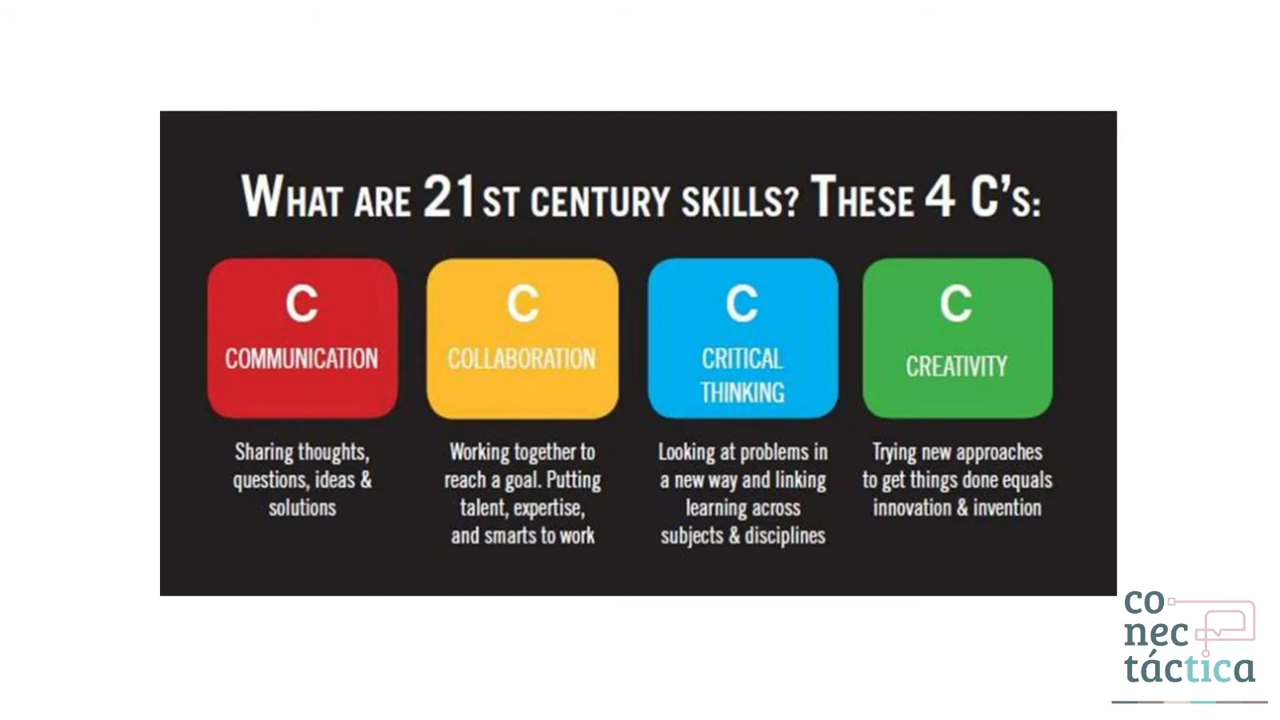 WHAT ARE 21ST CENTURY SKILLS? THESE 4 C'S:
C
COMMUNICATION
Sharing thoughts,
questions, ideas &
solutions
C
COLLABORATION
Working together to
reach a goal. Putting
talent, expertise,
and smarts to work
C
CRITICAL
THINKING
Looking at problems in
a new way and linking
learning across
subjects & disciplines
C
CREATIVITY
Trying new approaches
to get things done equals
innovation & invention
co
nec
táctica